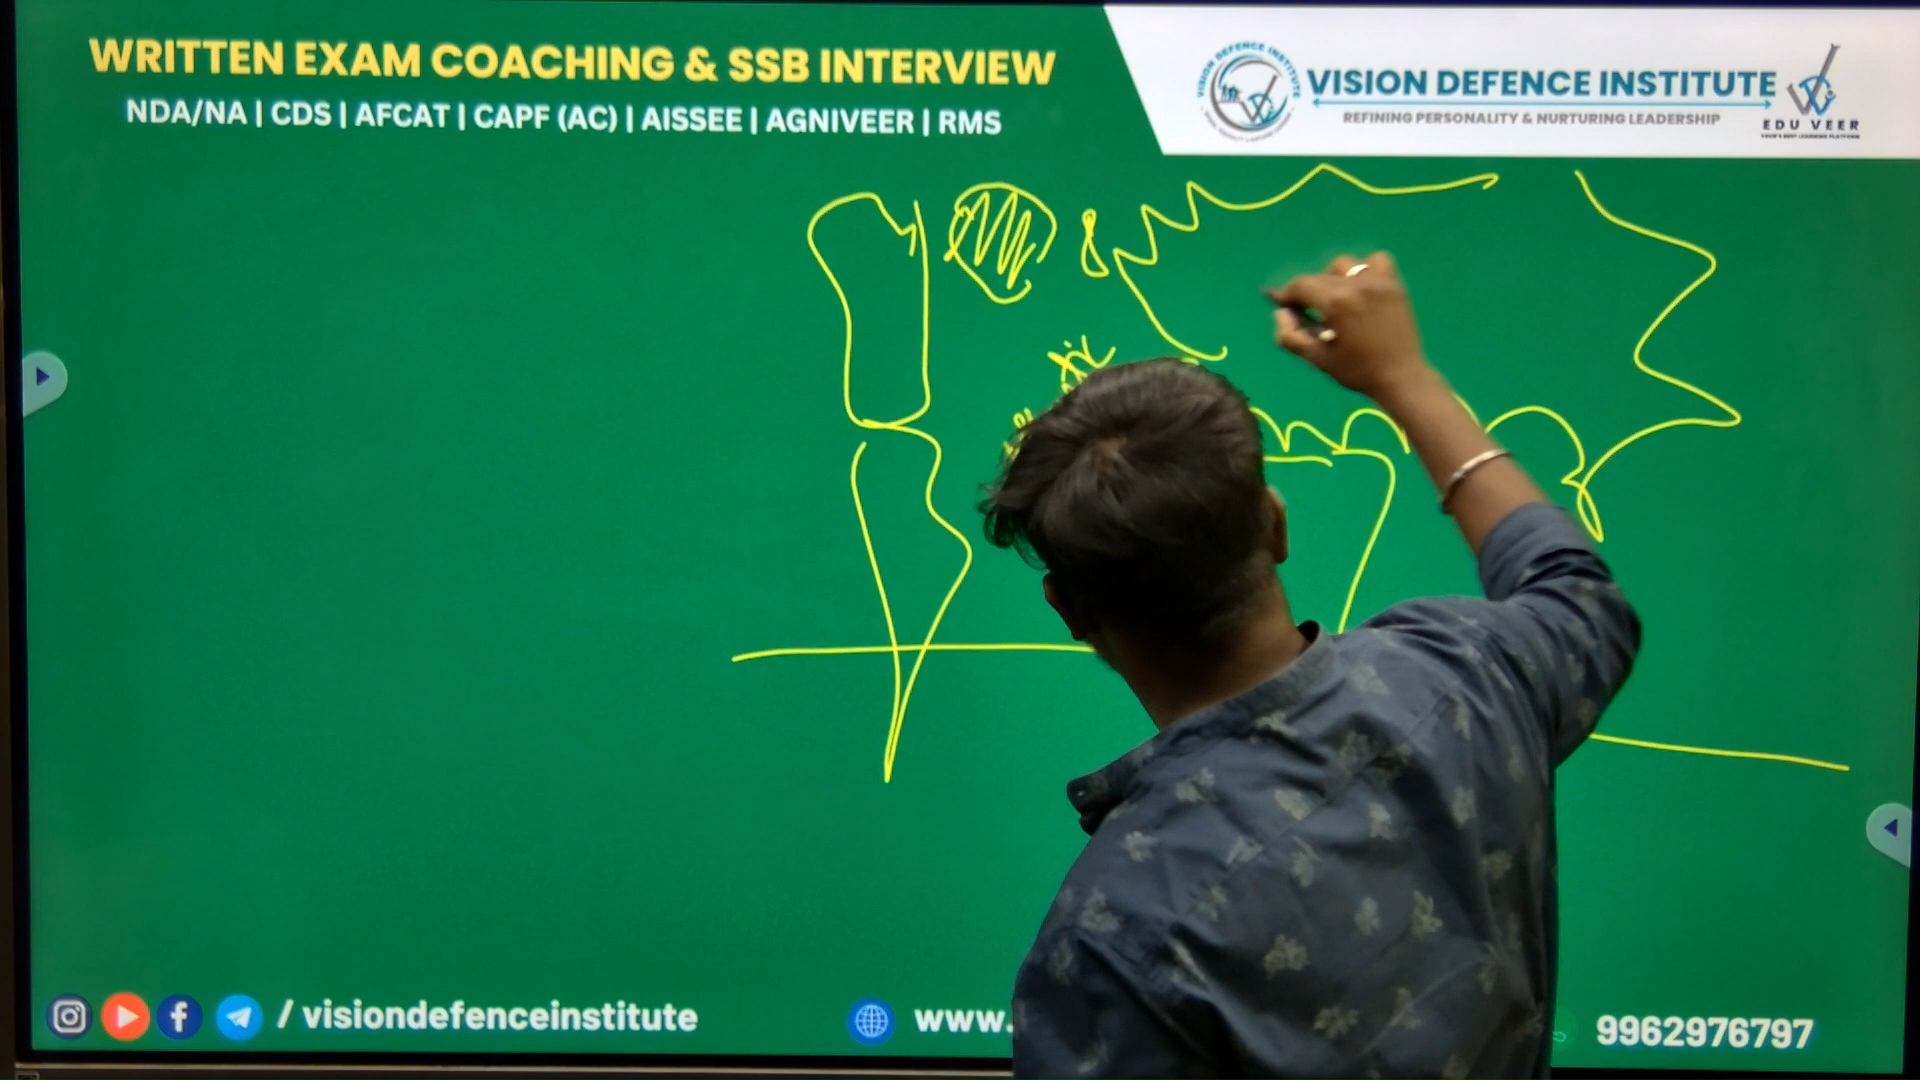 WRITTEN EXAM COACHING & SSB INTERVIEW
NDA/NA | CDS | AFCAT | CAPF (AC) | AISSEE | AGNIVEER | RMS
VISION DEFENCE INSTITUTE
REFINING PERSONALITY & NURTURING LEADERSHIP
EDU VEER
/ visiondefenceinstitute
www.
9962976797